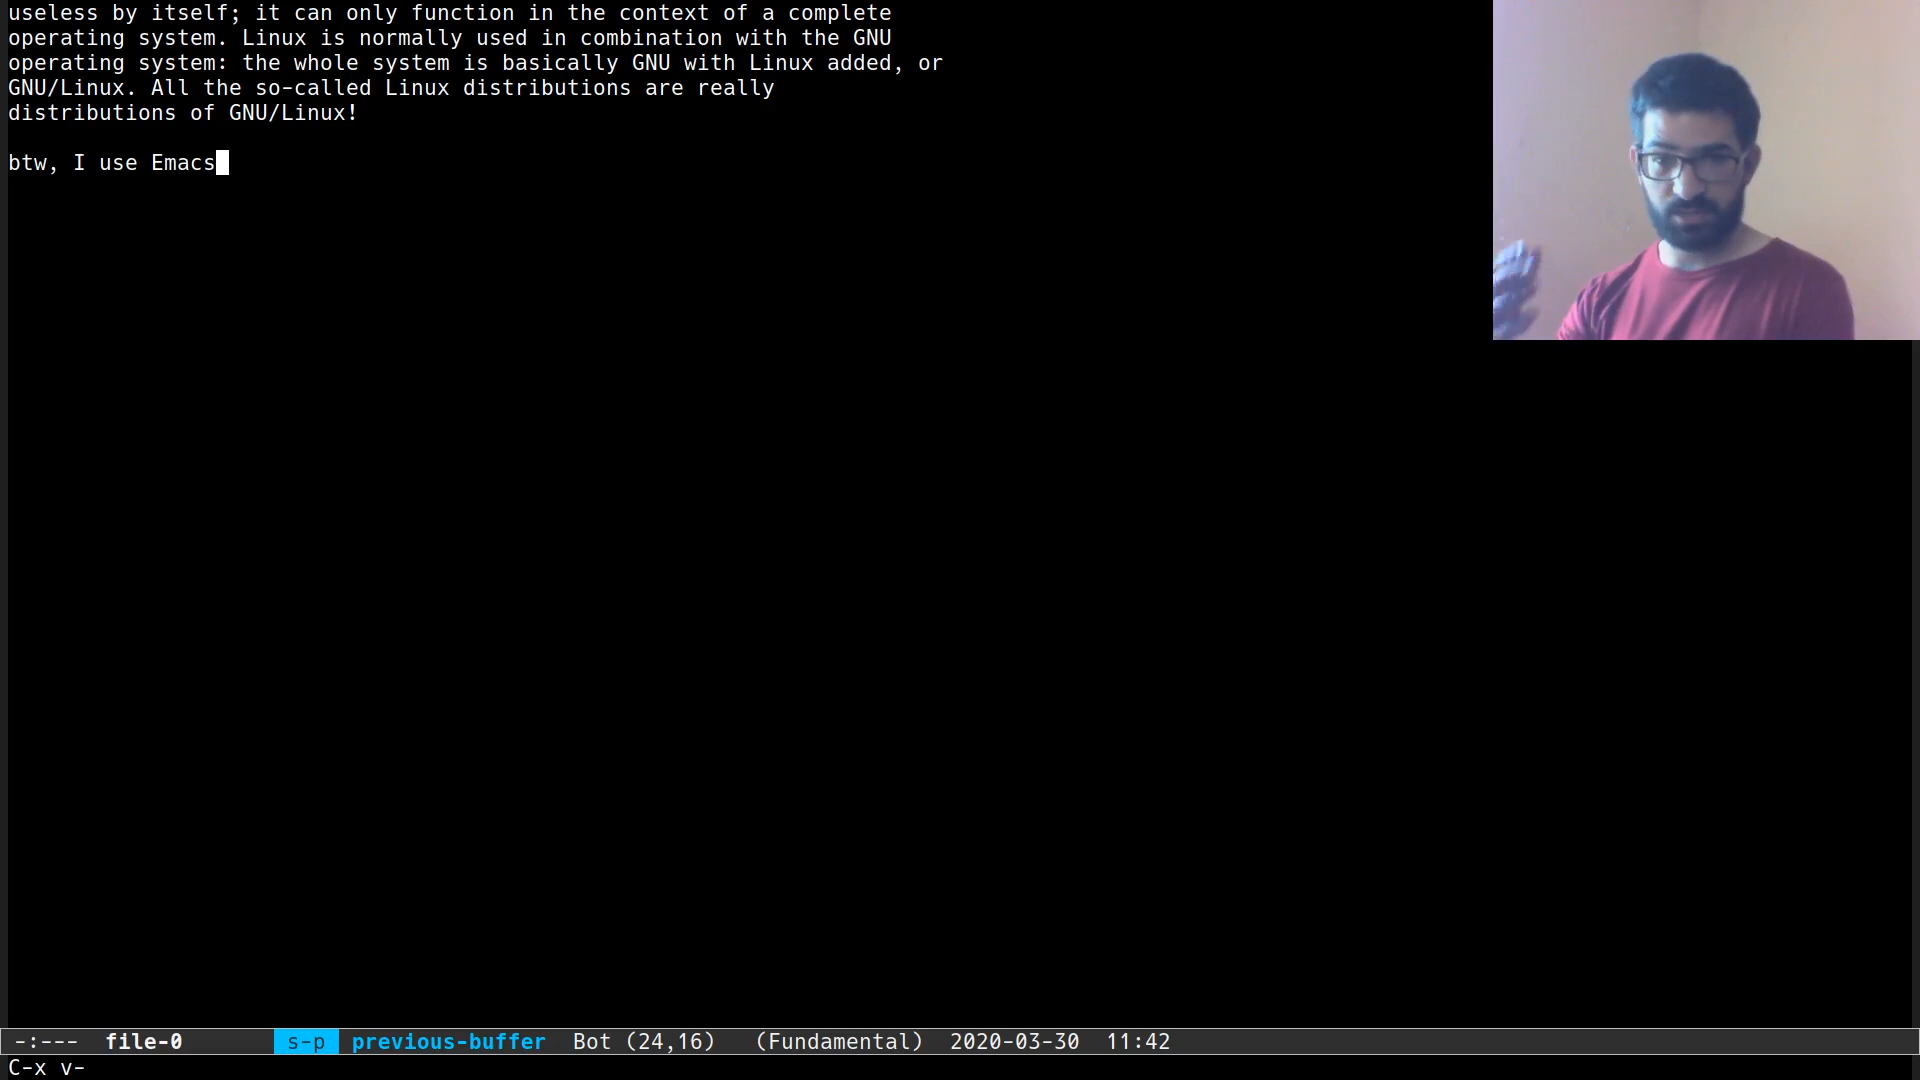 useless by itself; it can only function in the context of a complete
operating system. Linux is normally used in combination with the GNU
operating system: the whole system is basically GNU with Linux added, or
GNU/Linux. All the so-called Linux distributions are really
distributions of GNU/Linux!
btw, I use Emacs
-:--- file-0 s-p previous-buffer Bot (24,16) (Fundamental) 2020-03-30 11:42
C-x v-